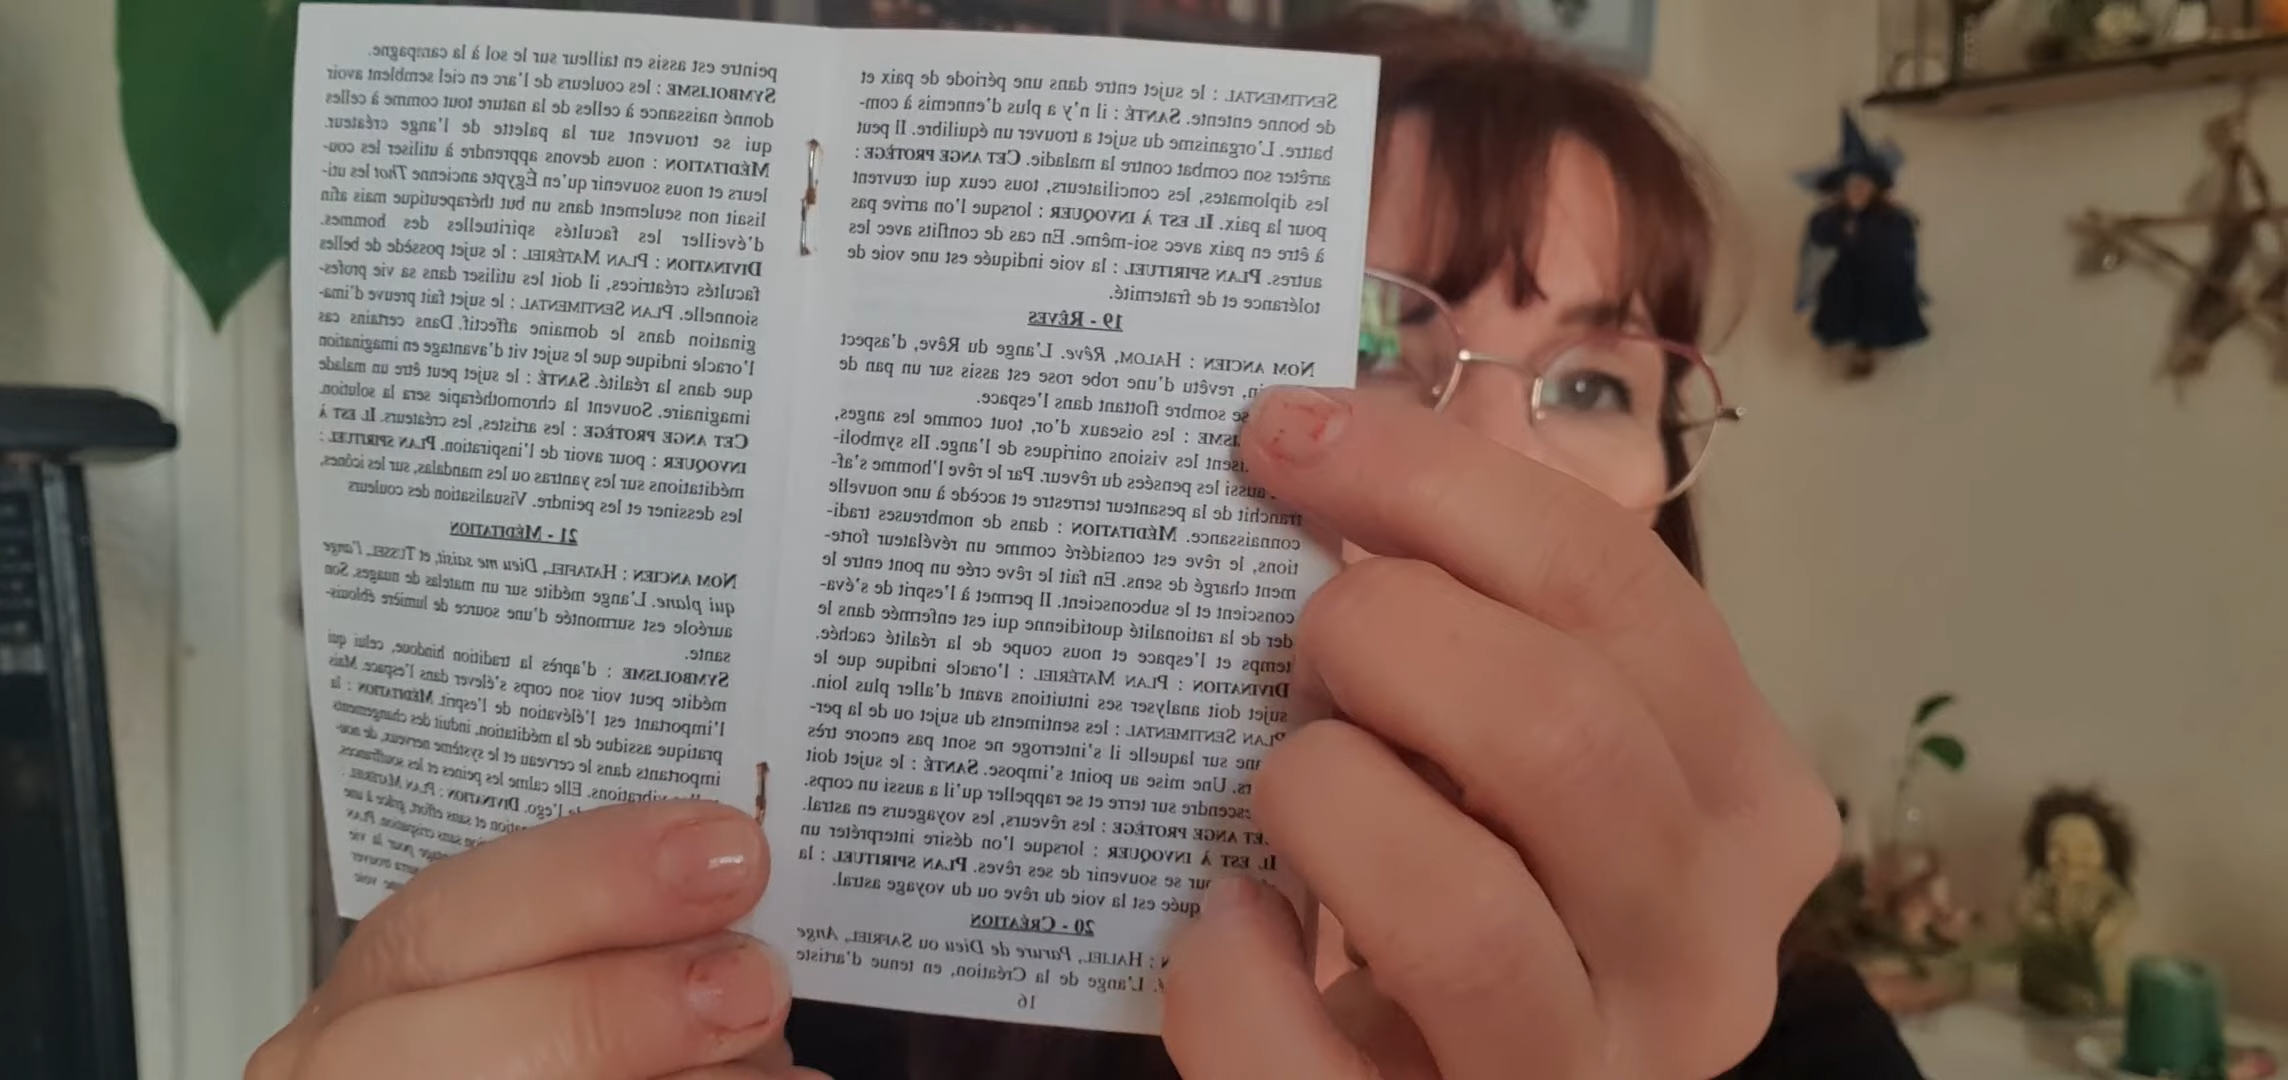 SENTIMENTAL : le sujet entre dans une période de paix et
de bonne entente. SANTÉ : il n'y a plus d'ennemis à com-
battre. L'organisme du sujet a trouver un équilibre. Il peut
arrêter son combat contre la maladie. CET ANGE PROTÈGE :
les diplomates, les conciliateurs, tous ceux qui œuvrent
pour la paix. IL EST À INVOQUER : lorsque l'on arrive pas
à être en paix avec soi-même. En cas de conflits avec les
autres. PLAN SPIRITUEL : la voie indiquée est une voie de
tolérance et de fraternité.
19 - RÊVES
NOM ANCIEN : HALOM, Rêve. L'Ange du Rêve, d'aspect
revêtu d'une robe rose est assis sur un pan de
sombre flottant dans l'espace.
: les oiseaux d'or, tout comme les anges,
les visions oniriques de l'ange. Ils symboli-
aussi les pensées du rêveur. Par le rêve l'homme s'af-
franchit de la pesanteur terrestre et accède à une nouvelle
connaissance. MÉDITATION : dans de nombreuses tradi-
tions, le rêve est considéré comme un révélateur forte-
ment chargé de sens. En fait le rêve crée un pont entre le
conscient et le subconscient. Il permet à l'esprit de s'éva-
der de la rationalité quotidienne qui est enfermée dans le
temps et l'espace et nous coupe de la réalité cachée.
DIVINATION : PLAN MATÉRIEL : l'oracle indique que le
sujet doit analyser ses intuitions avant d'aller plus loin.
PLAN SENTIMENTAL : les sentiments du sujet ou de la per-
sur laquelle il s'interroge ne sont pas encore très
Une mise au point s'impose. SANTÉ : le sujet doit
sur terre et se rappeller qu'il a aussi un corps.
ANGE PROTÈGE : les rêveurs, les voyageurs en astral.
IL EST À INVOQUER : lorsque l'on désire interpréter un
se souvenir de ses rêves. PLAN SPIRITUEL : la
est la voie du rêve ou du voyage astral.
20 - CRÉATION
: HALIEL, Parure de Dieu ou SAFRIEL, Ange
L'Ange de la Création, en tenue d'artiste
16
peintre est assis en tailleur sur le sol à la campagne.
SYMBOLISME : les couleurs de l'arc en ciel semblent avoir
donné naissance à celles de la nature tout comme à celles
qui se trouvent sur la palette de l'ange créateur.
MÉDITATION : nous devons apprendre à utiliser les cou-
leurs et nous souvenir qu'en Égypte ancienne Thot les uti-
lisait non seulement dans un but thérapeutique mais afin
d'éveiller les facultés spirituelles des hommes.
DIVINATION : PLAN MATÉRIEL : le sujet possède de belles
facultés créatrices, il doit les utiliser dans sa vie profes-
sionnelle. PLAN SENTIMENTAL : le sujet fait preuve d'ima-
gination dans le domaine affectif. Dans certains cas
l'oracle indique que le sujet vit d'avantage en imagination
que dans la réalité. SANTÉ : le sujet peut être un malade
imaginaire. Souvent la chromothérapie sera la solution.
CET ANGE PROTÈGE : les artistes, les créateurs. IL EST À
INVOQUER : pour avoir de l'inspiration. PLAN SPIRITUEL :
méditations sur les yantras ou les mandalas, sur les icônes,
les dessiner et les peindre. Visualisation des couleurs
21 - MÉDITATION
NOM ANCIEN : HATAFIEL, Dieu me saisit, et TUSSEL, l'ange
qui plane. L'Ange médite sur un matelas de nuages. Son
auréole est surmontée d'une source de lumière éblouis-
sante.
SYMBOLISME : d'après la tradition hindoue, celui qui
médite peut voir son corps s'élever dans l'espace. Mais
l'important est l'élévation de l'esprit. MÉDITATION : la
pratique assidue de la méditation, induit des changements
importants dans le cerveau et le système nerveux, de nou-
vibrations. Elle calme les peines et les souffrances.
l'ego. DIVINATION : PLAN MATÉRIEL :
et sans effort, grâce à une
sans crispation. PLAN
pour la vie
trouver
voie